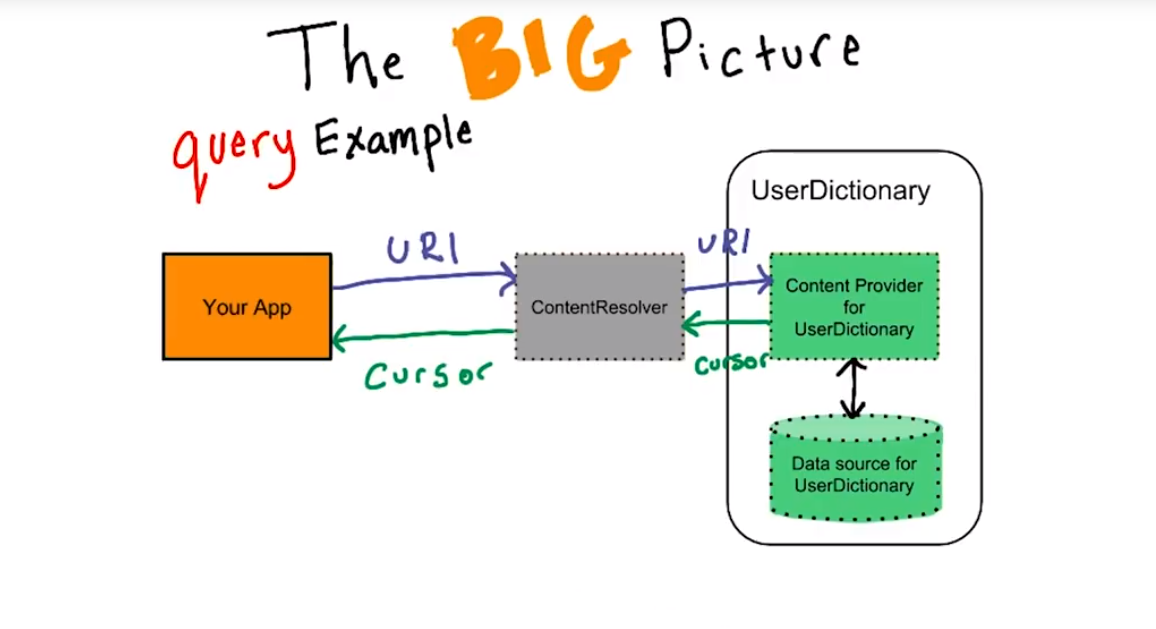 The BIG Picture
query Example
UserDictionary
URI
URI
Your App
ContentResolver
Content Provider
for
UserDictionary
Cursor
Cursor
Data source for
UserDictionary